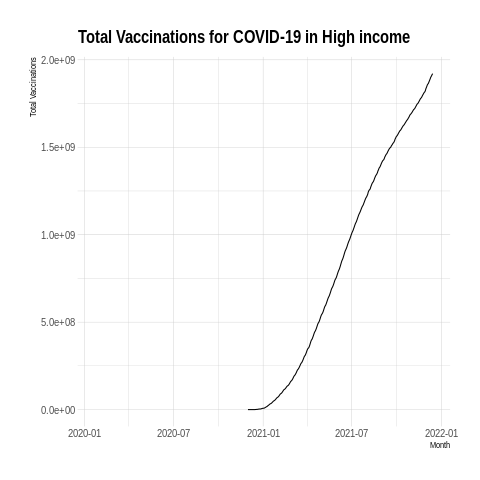 Total Vaccinations for COVID-19 in High income
Total Vaccinations
2.0e+09
1.5e+09
1.0e+09
5.0e+08
0.0e+00
2020-01 2020-07 2021-01 2021-07 2022-01
Month